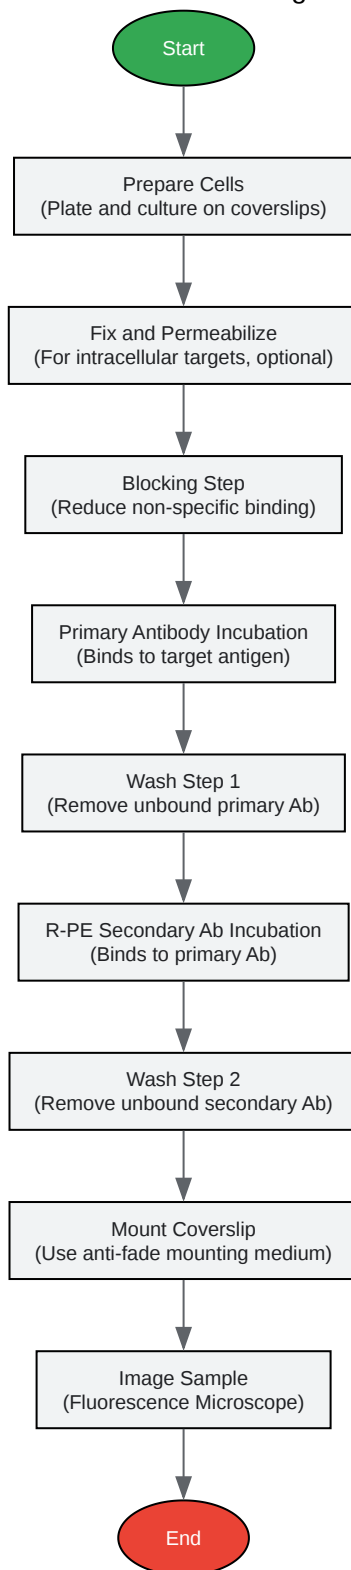 Start
Prepare Cells
(Plate and culture on coverslips)
Fix and Permeabilize
(For intracellular targets, optional)
Blocking Step
(Reduce non-specific binding)
Primary Antibody Incubation
(Binds to target antigen)
Wash Step 1
(Remove unbound primary Ab)
R-PE Secondary Ab Incubation
(Binds to primary Ab)
Wash Step 2
(Remove unbound secondary Ab)
Mount Coverslip
(Use anti-fade mounting medium)
Image Sample
(Fluorescence Microscope)
End